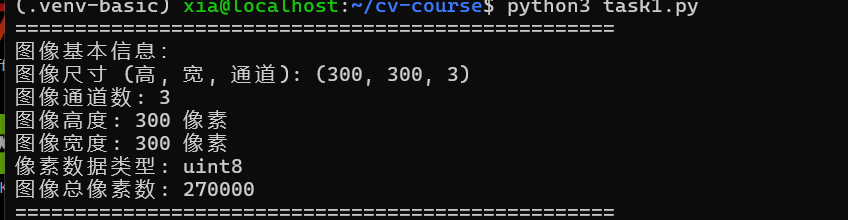 (.venv-basic) xia@localhost:~/cv-course$ python3 task1.py
==================================================
图像基本信息:
图像尺寸 (高, 宽, 通道): (300, 300, 3)
图像通道数: 3
图像高度: 300 像素
图像宽度: 300 像素
像素数据类型: uint8
图像总像素数: 270000
==================================================